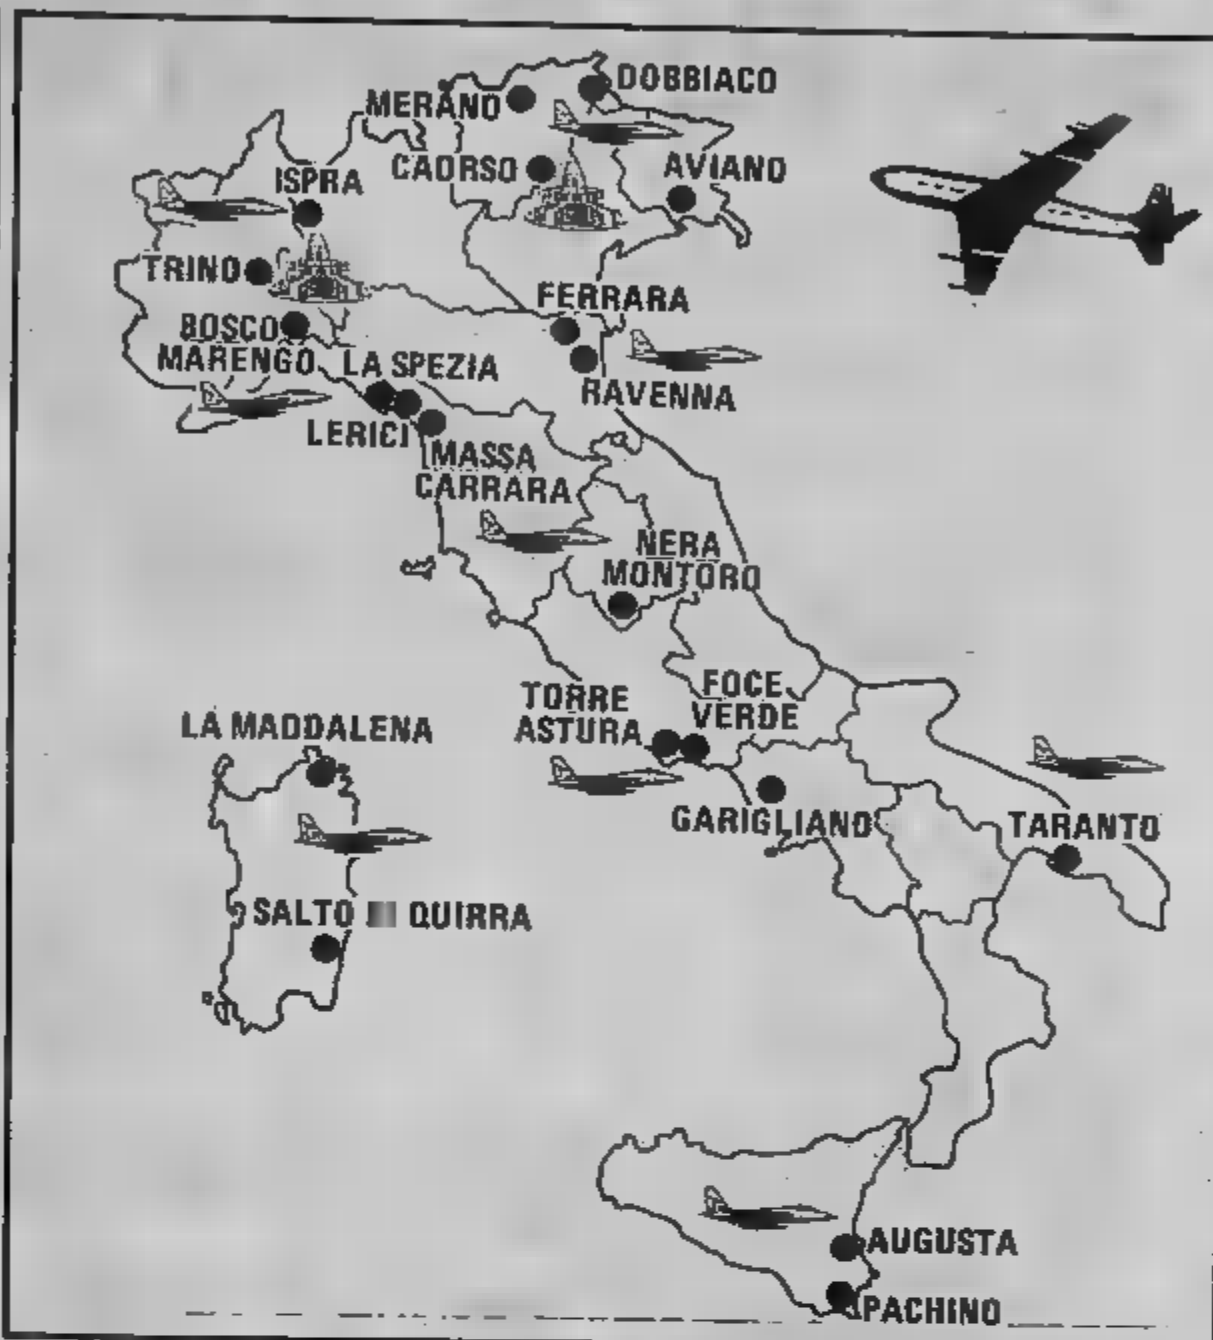 DOBBIACO
MERANO
CAORSO
AVIANO
ISPRA
TRINO
FERRARA
BOSCO
MARENGO
LA SPEZIA
RAVENNA
LERICI
MASSA
CARRARA
NERA
MONTORO
TORRE
ASTURA
FOCE
VERDE
LA MADDALENA
GARIGLIANO
TARANTO
SALTO QUIRRA
AUGUSTA
PACHINO